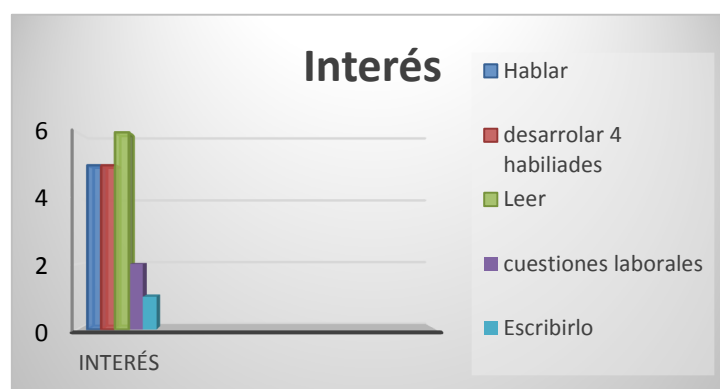 Interés
6
4
2
0
INTERÉS
Hablar
desarrolar 4
habiliades
Leer
cuestiones laborales
Escribirlo